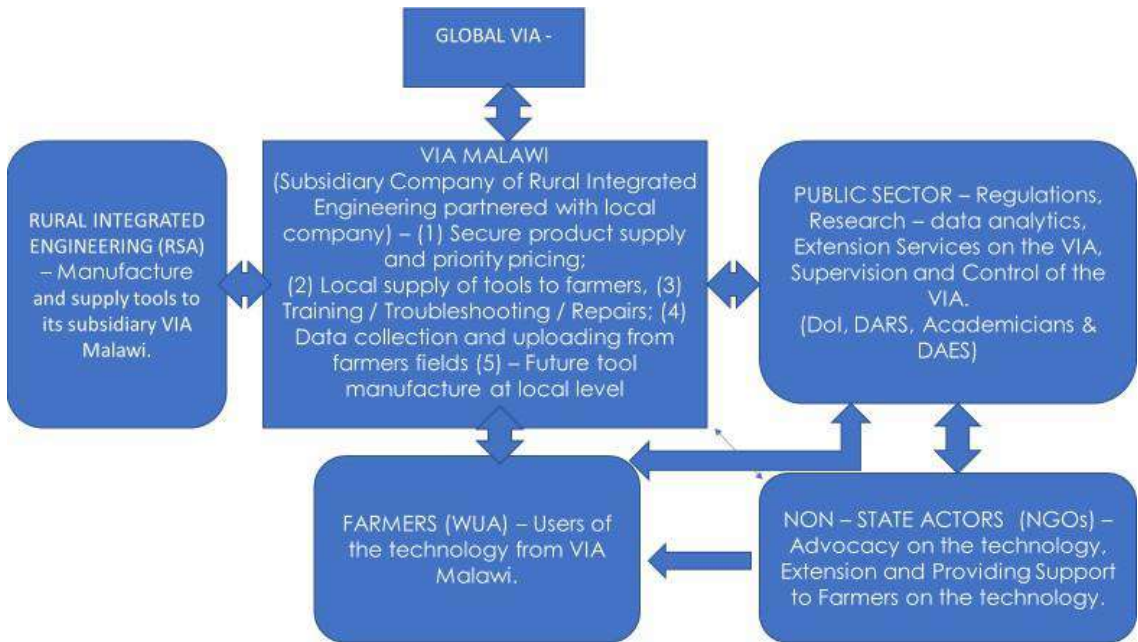 GLOBAL VIA -
RURAL INTEGRATED
ENGINEERING (RSA)
– Manufacture
and supply tools to
its subsidiary VIA
Malawi.
VIA MALAWI
(Subsidiary Company of Rural Integrated
Engineering partnered with local
company) – (1) Secure product supply
and priority pricing;
(2) Local supply of tools to farmers, (3)
Training / Troubleshooting / Repairs; (4)
Data collection and uploading from
farmers fields (5) – Future tool
manufacture at local level
PUBLIC SECTOR – Regulations,
Research – data analytics,
Extension Services on the VIA,
Supervision and Control of the
VIA.
(DoI, DARS, Academicians &
DAES)
FARMERS (WUA) – Users of
the technology from VIA
Malawi.
NON – STATE ACTORS (NGOs) –
Advocacy on the technology,
Extension and Providing Support
to Farmers on the technology.